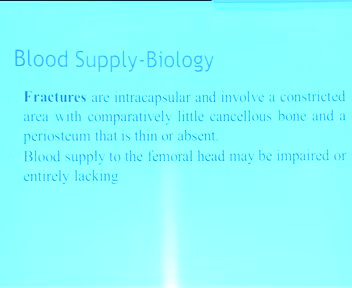 Blood Supply-Biology
Fractures are intracapsular and involve a constricted
area with comparatively little cancellous bone and a
periosteum that is thin or absent.
Blood supply to the femoral head may be impaired or
entirely lacking